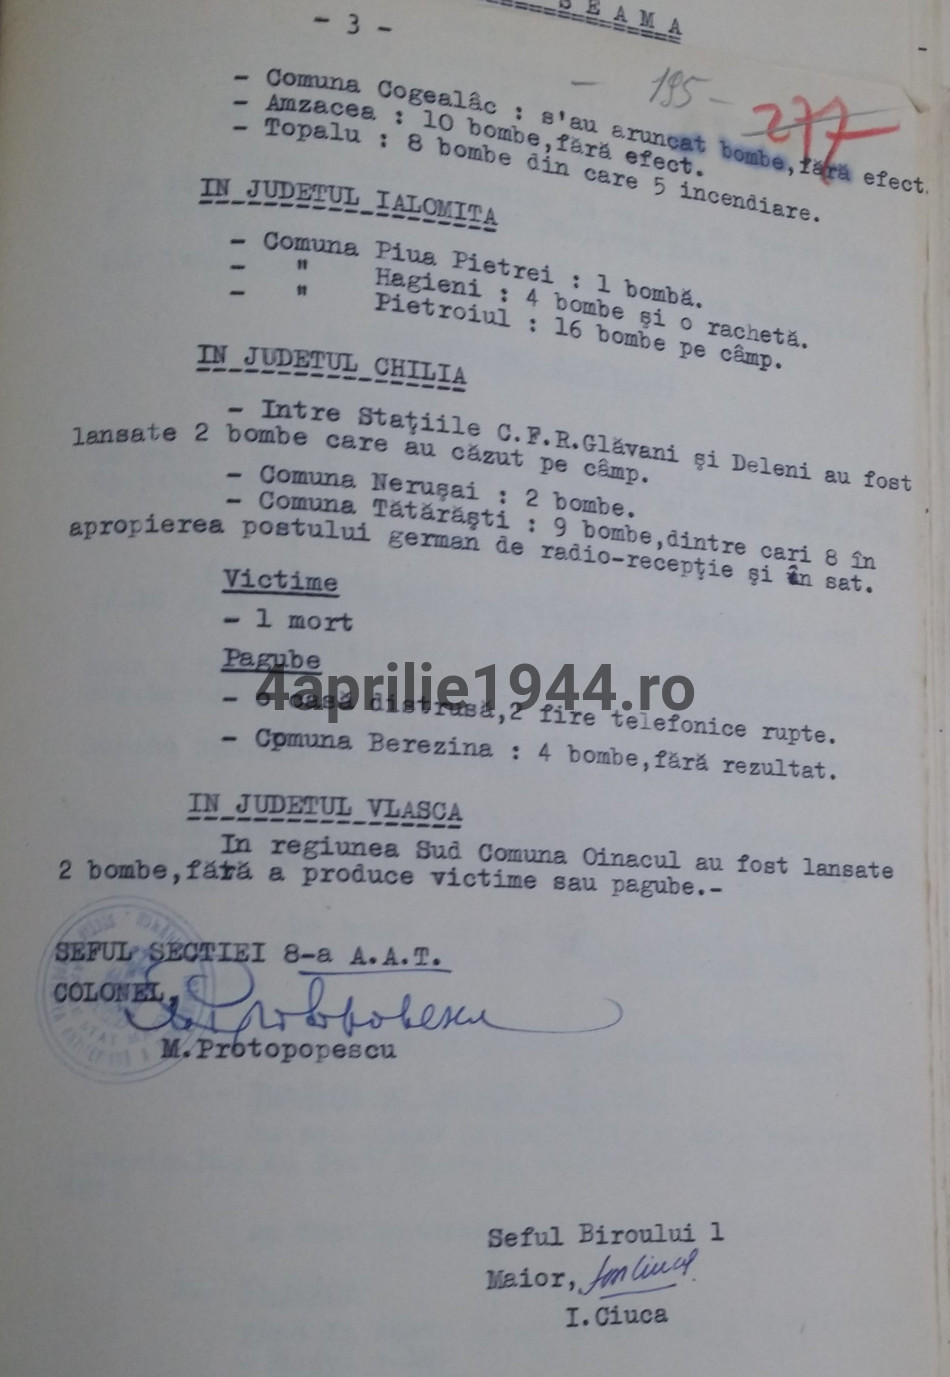 S E A M A
- 3 -
- 195 -
277
- Comuna Cogealâc : s'au aruncat bombe,fără efect.
- Amzacea : 10 bombe,fără efect.
- Topalu : 8 bombe din care 5 incendiare.
IN JUDETUL IALOMITA
- Comuna Piua Pietrei : 1 bombă.
- " Hagieni : 4 bombe şi o rachetă.
- " Pietroiul : 16 bombe pe câmp.
IN JUDETUL CHILIA
- Intre Staţiile C.F.R.Glăvani şi Deleni au fost
lansate 2 bombe care au căzut pe câmp.
- Comuna Neruşai : 2 bombe.
- Comuna Tătărăşti : 9 bombe,dintre cari 8 în
apropierea postului german de radio-recepţie şi în sat.
Victime
- 1 mort
Pagube
4aprilie1944.ro
- o casă distrusă,2 fire telefonice rupte.
- Comuna Berezina : 4 bombe,fără rezultat.
IN JUDETUL VLASCA
In regiunea Sud Comuna Oinacul au fost lansate
2 bombe,fără a produce victime sau pagube.-
SEFUL SECTIEI 8-a A.A.T.
COLONEL,
M.Protopopescu
Seful Biroului 1
Maior,
I.Ciuca